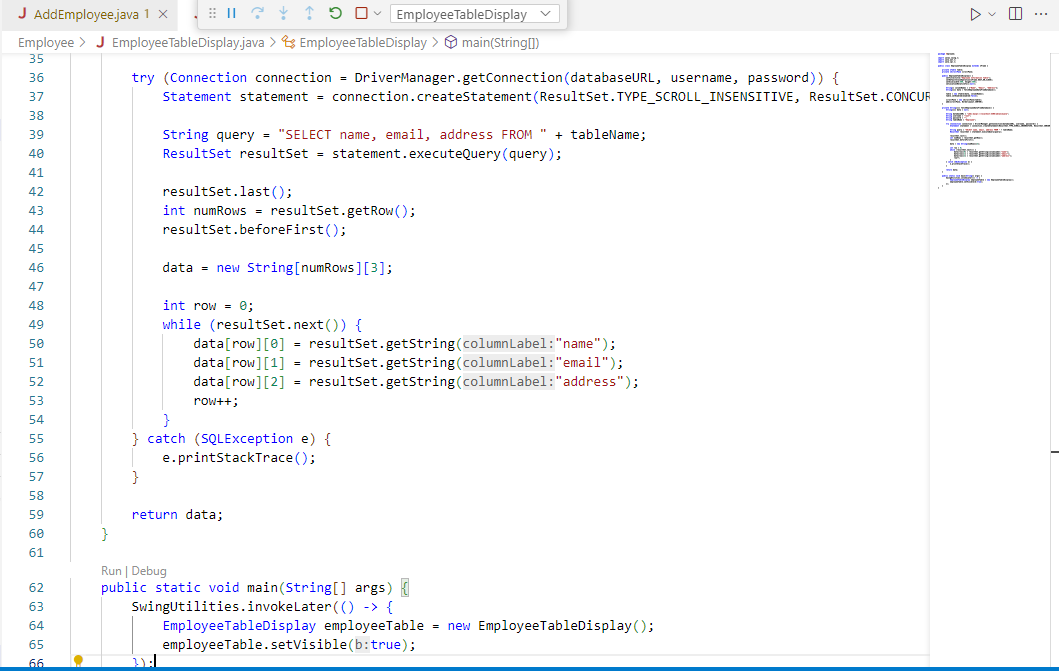 AddEmployee.java 1
EmployeeTableDisplay
Employee > EmployeeTableDisplay.java > EmployeeTableDisplay > main(String[])
35
36 try (Connection connection = DriverManager.getConnection(databaseURL, username, password)) {
37 Statement statement = connection.createStatement(ResultSet.TYPE_SCROLL_INSENSITIVE, ResultSet.CONCUR
38
39 String query = "SELECT name, email, address FROM " + tableName;
40 ResultSet resultSet = statement.executeQuery(query);
41
42 resultSet.last();
43 int numRows = resultSet.getRow();
44 resultSet.beforeFirst();
45
46 data = new String[numRows][3];
47
48 int row = 0;
49 while (resultSet.next()) {
50 data[row][0] = resultSet.getString(columnLabel:"name");
51 data[row][1] = resultSet.getString(columnLabel:"email");
52 data[row][2] = resultSet.getString(columnLabel:"address");
53 row++;
54 }
55 } catch (SQLException e) {
56 e.printStackTrace();
57 }
58
59 return data;
60 }
61
Run | Debug
62 public static void main(String[] args) {
63 SwingUtilities.invokeLater(() -> {
64 EmployeeTableDisplay employeeTable = new EmployeeTableDisplay();
65 employeeTable.setVisible(b:true);
66 });